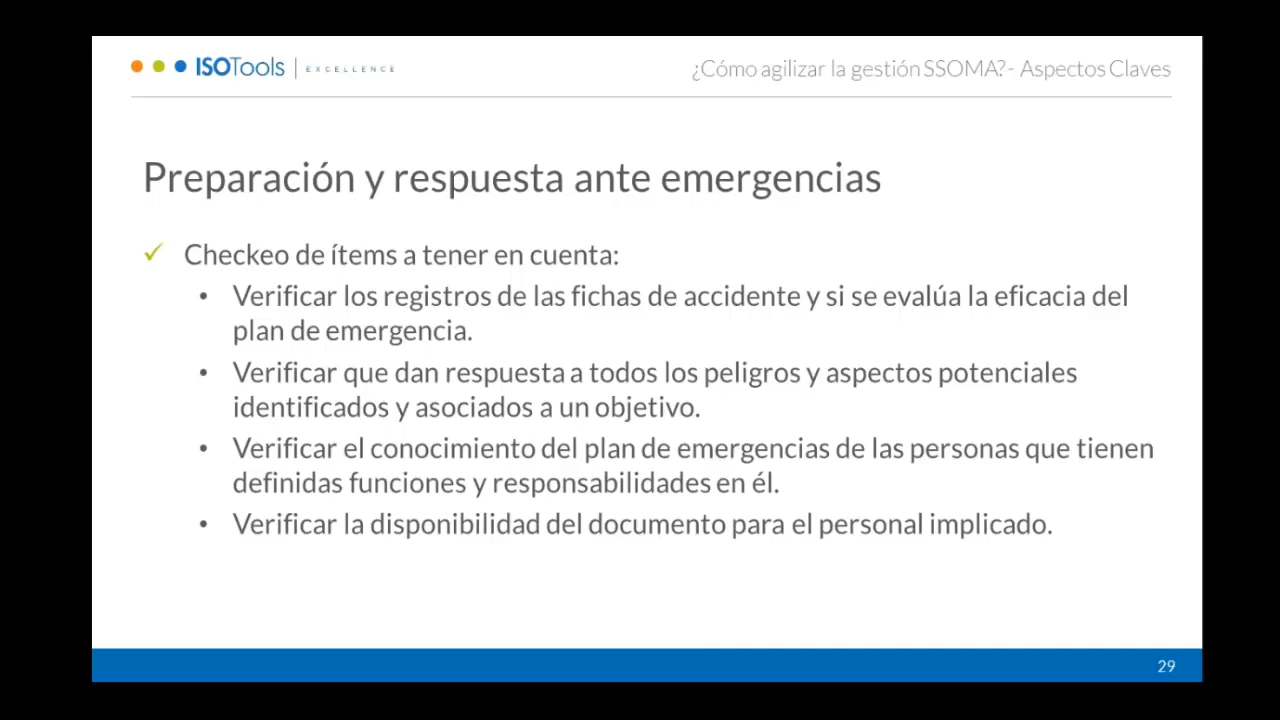 ISOTools | EXCELLENCE
¿Cómo agilizar la gestión SSOMA?- Aspectos Claves
Preparación y respuesta ante emergencias
✓ Checkeo de ítems a tener en cuenta:
• Verificar los registros de las fichas de accidente y si se evalúa la eficacia del
plan de emergencia.
• Verificar que dan respuesta a todos los peligros y aspectos potenciales
identificados y asociados a un objetivo.
• Verificar el conocimiento del plan de emergencias de las personas que tienen
definidas funciones y responsabilidades en él.
• Verificar la disponibilidad del documento para el personal implicado.
29